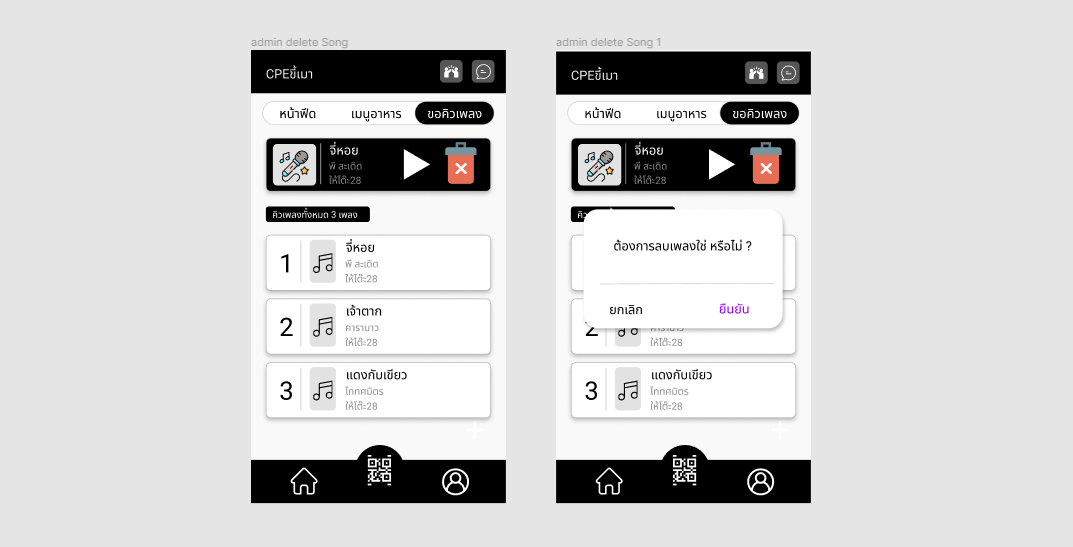 admin delete Song
CPEขี้เมา
หน้าฟีด เมนูอาหาร ขอคิวเพลง
จี่หอย
พี สะเดิด
ให้โต๊ะ28
คิวเพลงทั้งหมด 3 เพลง
1
จี่หอย
พี สะเดิด
ให้โต๊ะ28
2
เจ้าตาก
คาราบาว
ให้โต๊ะ28
3
แดงกับเขียว
ไททศมิตร
ให้โต๊ะ28
admin delete Song 1
CPEขี้เมา
หน้าฟีด เมนูอาหาร ขอคิวเพลง
จี่หอย
พี สะเดิด
ให้โต๊ะ28
ต้องการลบเพลงใช่ หรือไม่ ?
ยกเลิก ยืนยัน
2
คาราบาว
ให้โต๊ะ28
3
แดงกับเขียว
ไททศมิตร
ให้โต๊ะ28